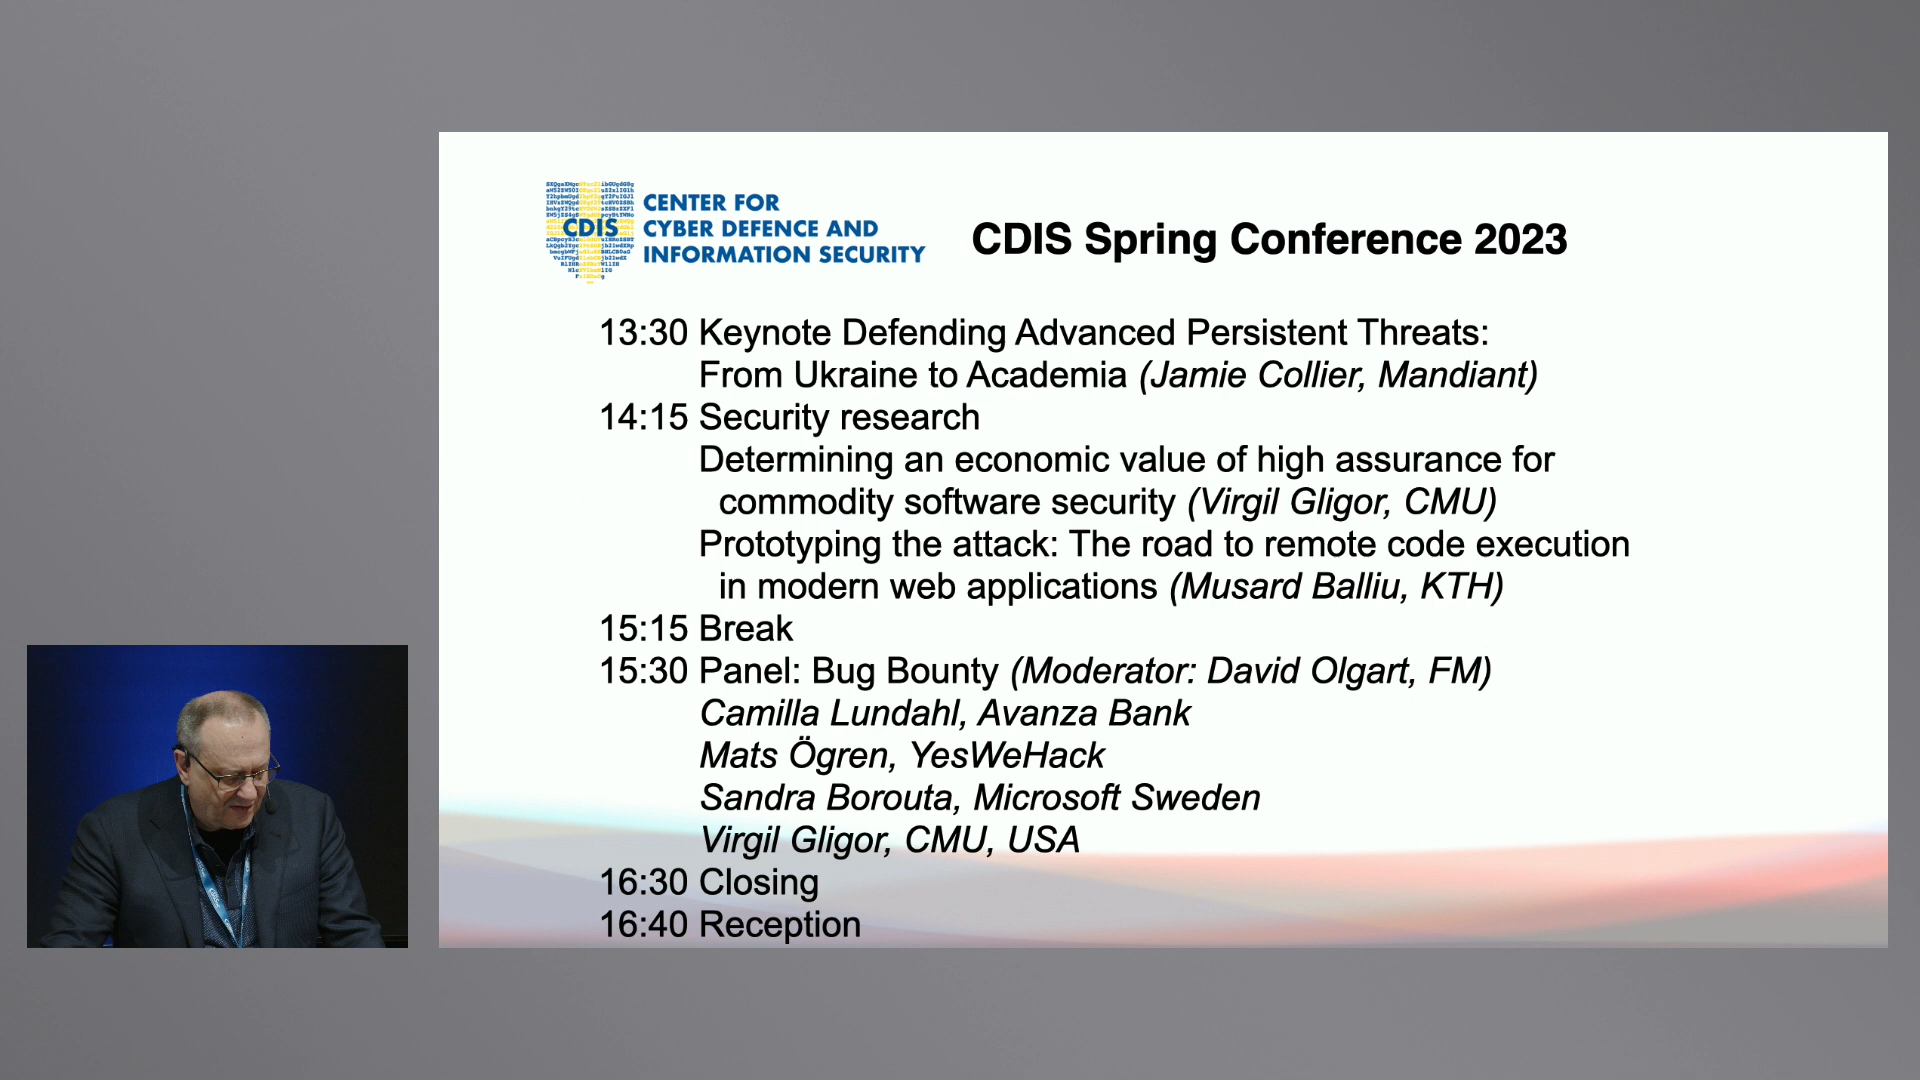 CDIS
CENTER FOR
CYBER DEFENCE AND
INFORMATION SECURITY
CDIS Spring Conference 2023
13:30 Keynote Defending Advanced Persistent Threats:
From Ukraine to Academia (Jamie Collier, Mandiant)
14:15 Security research
Determining an economic value of high assurance for
commodity software security (Virgil Gligor, CMU)
Prototyping the attack: The road to remote code execution
in modern web applications (Musard Balliu, KTH)
15:15 Break
15:30 Panel: Bug Bounty (Moderator: David Olgart, FM)
Camilla Lundahl, Avanza Bank
Mats Ögren, YesWeHack
Sandra Borouta, Microsoft Sweden
Virgil Gligor, CMU, USA
16:30 Closing
16:40 Reception